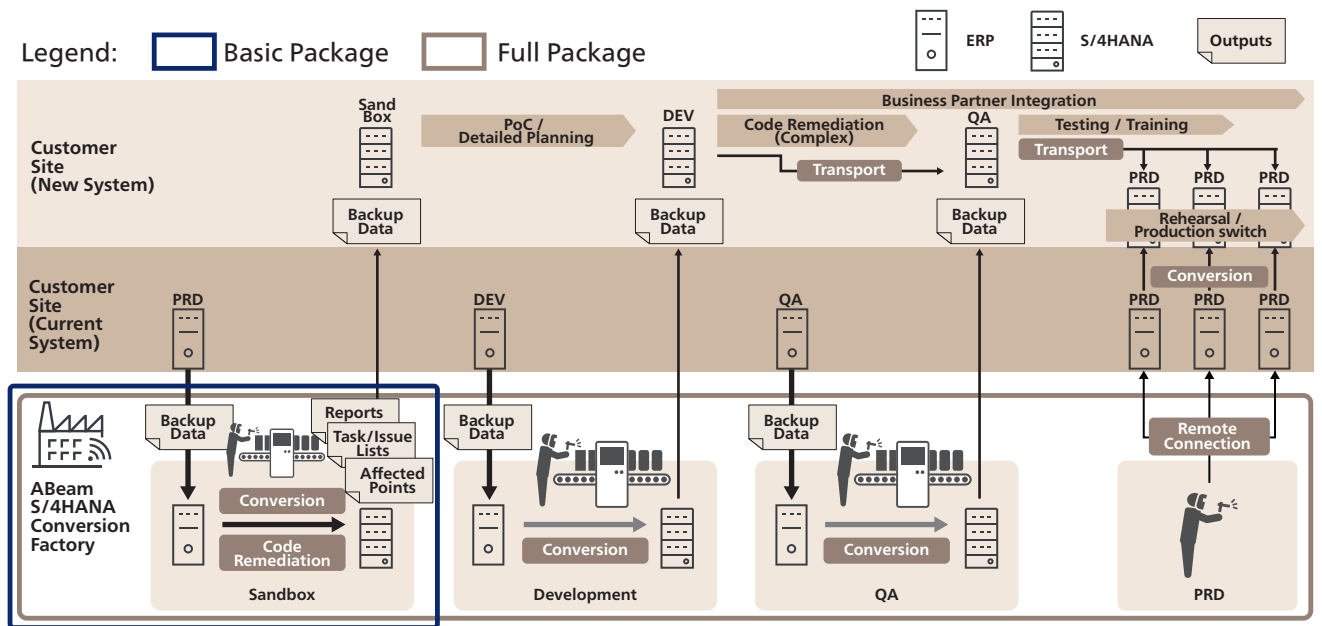 Legend:
Basic Package
Full Package
ERP
S/4HANA
Outputs
Customer
Site
(New System)
Sand
Box
PoC /
Detailed Planning
DEV
Business Partner Integration
Code Remediation
(Complex)
Transport
QA
Testing / Training
Transport
PRD
PRD
PRD
Backup
Data
Backup
Data
Backup
Data
Rehearsal /
Production switch
Customer
Site
(Current
System)
PRD
DEV
QA
Conversion
PRD
PRD
PRD
ABeam
S/4HANA
Conversion
Factory
Backup
Data
Reports
Task/Issue
Lists
Affected
Points
Conversion
Code
Remediation
Sandbox
Backup
Data
Conversion
Development
Backup
Data
Conversion
QA
Remote
Connection
PRD